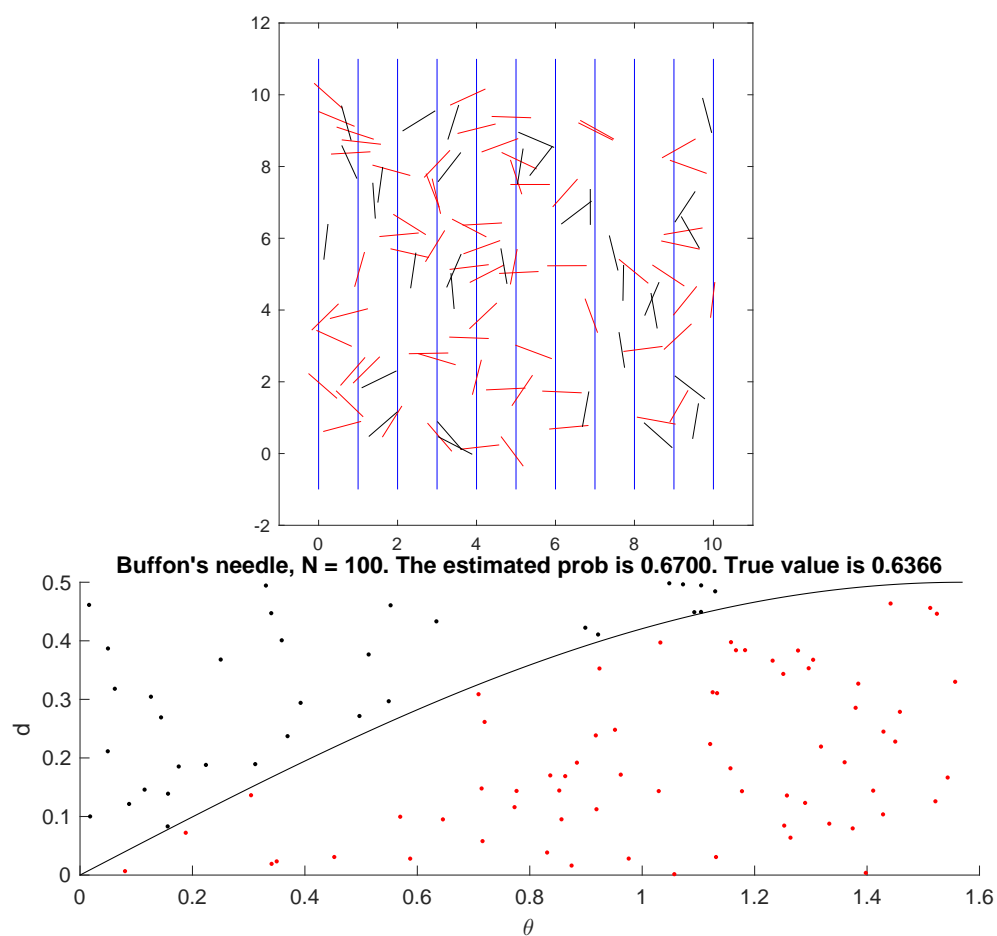 12
10
8
6
4
2
0
-2
0 2 4 6 8 10
Buffon's needle, N = 100. The estimated prob is 0.6700. True value is 0.6366
0.5
0.4
0.3
0.2
0.1
0
d
0 0.2 0.4 0.6 0.8 1 1.2 1.4 1.6
θ